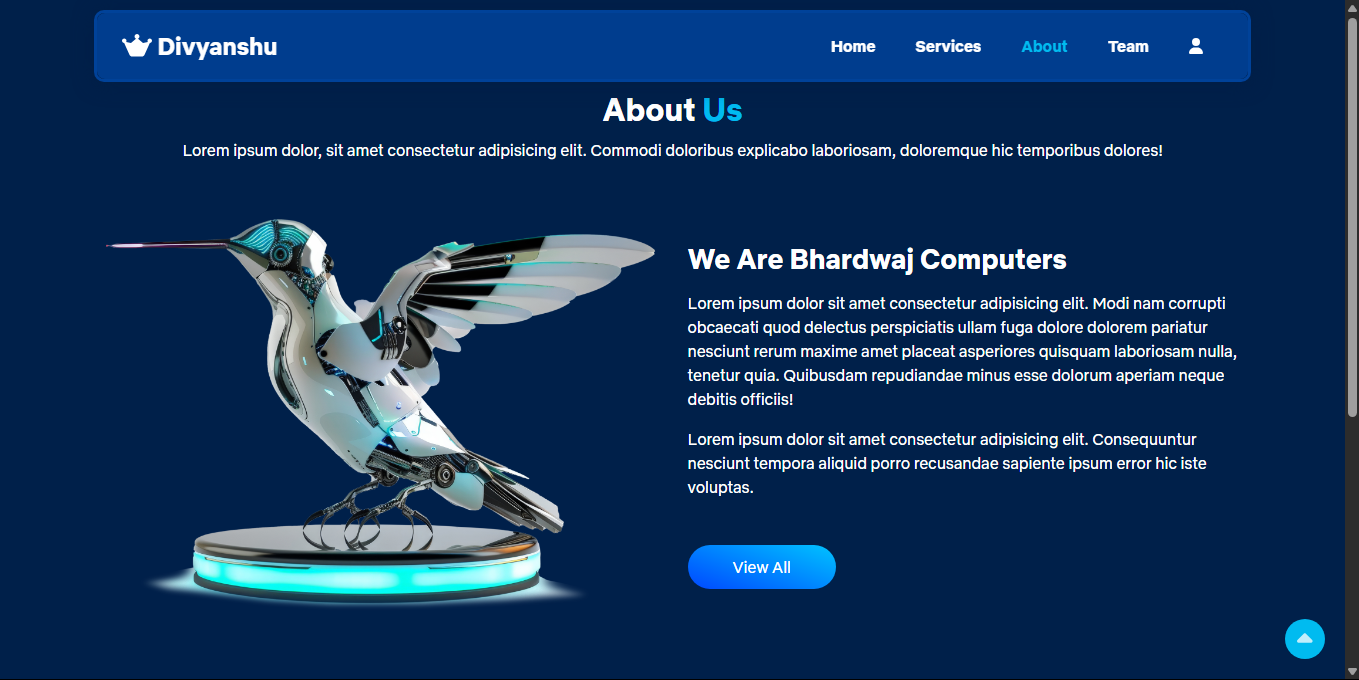 Divyanshu
Home Services About Team
About Us
Lorem ipsum dolor, sit amet consectetur adipisicing elit. Commodi doloribus explicabo laboriosam, doloremque hic temporibus dolores!
We Are Bhardwaj Computers
Lorem ipsum dolor sit amet consectetur adipisicing elit. Modi nam corrupti
obcaecati quod delectus perspiciatis ullam fuga dolore dolorem pariatur
nesciunt rerum maxime amet placeat asperiores quisquam laboriosam nulla,
tenetur quia. Quibusdam repudiandae minus esse dolorum aperiam neque
debitis officiis!
Lorem ipsum dolor sit amet consectetur adipisicing elit. Consequuntur
nesciunt tempora aliquid porro recusandae sapiente ipsum error hic iste
voluptas.
View All